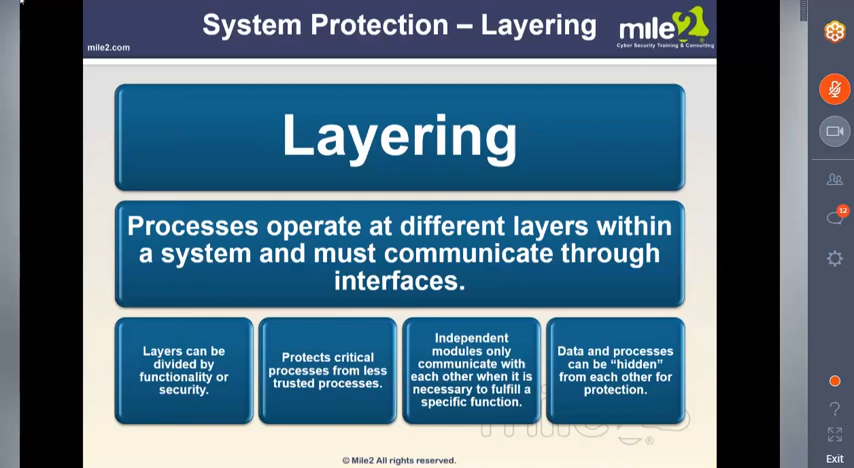 System Protection – Layering
mile2
Cyber Security Training & Consulting
mile2.com
Layering
Processes operate at different layers within
a system and must communicate through
interfaces.
Layers can be
divided by
functionality or
security.
Protects critical
processes from less
trusted processes.
Independent
modules only
communicate with
each other when it is
necessary to fulfill a
specific function.
Data and processes
can be “hidden”
from each other for
protection.
mile2
® 
© Mile2 All rights reserved.
12
?
Exit